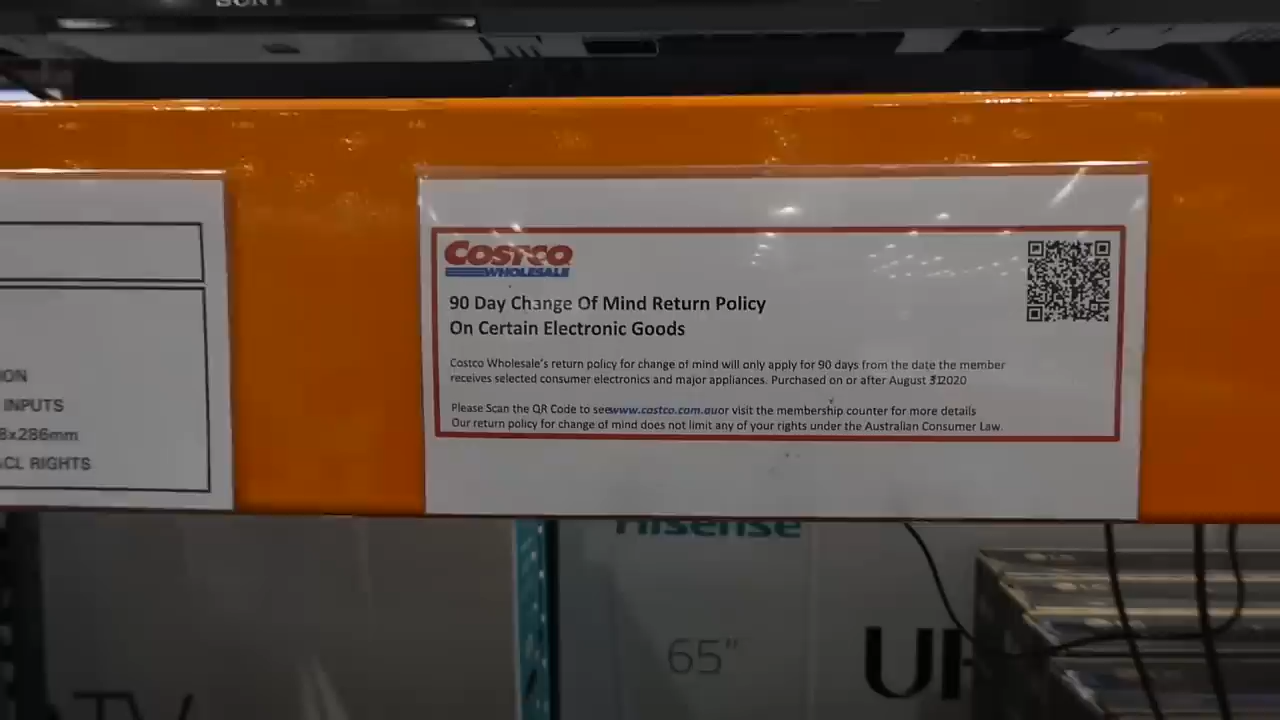 SONY
COSTCO
WHOLESALE
90 Day Change Of Mind Return Policy
On Certain Electronic Goods
Costco Wholesale's return policy for change of mind will only apply for 90 days from the date the member
receives selected consumer electronics and major appliances. Purchased on or after August 312020
Please Scan the QR Code to seewww.costco.com.auor visit the membership counter for more details
Our return policy for change of mind does not limit any of your rights under the Australian Consumer Law.
ION
INPUTS
8x286mm
ACL RIGHTS
Hisense
65"
TV